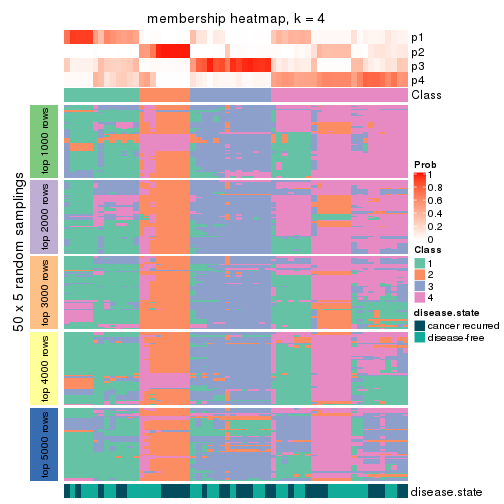 membership heatmap, k = 4
p1
p2
p3
p4
Class
50 x 5 random samplings
top 1000 rows
top 2000 rows
top 3000 rows
top 4000 rows
top 5000 rows
disease.state
Prob
1
0.8
0.6
0.4
0.2
0
Class
1
2
3
4
disease.state
cancer recurred
disease-free